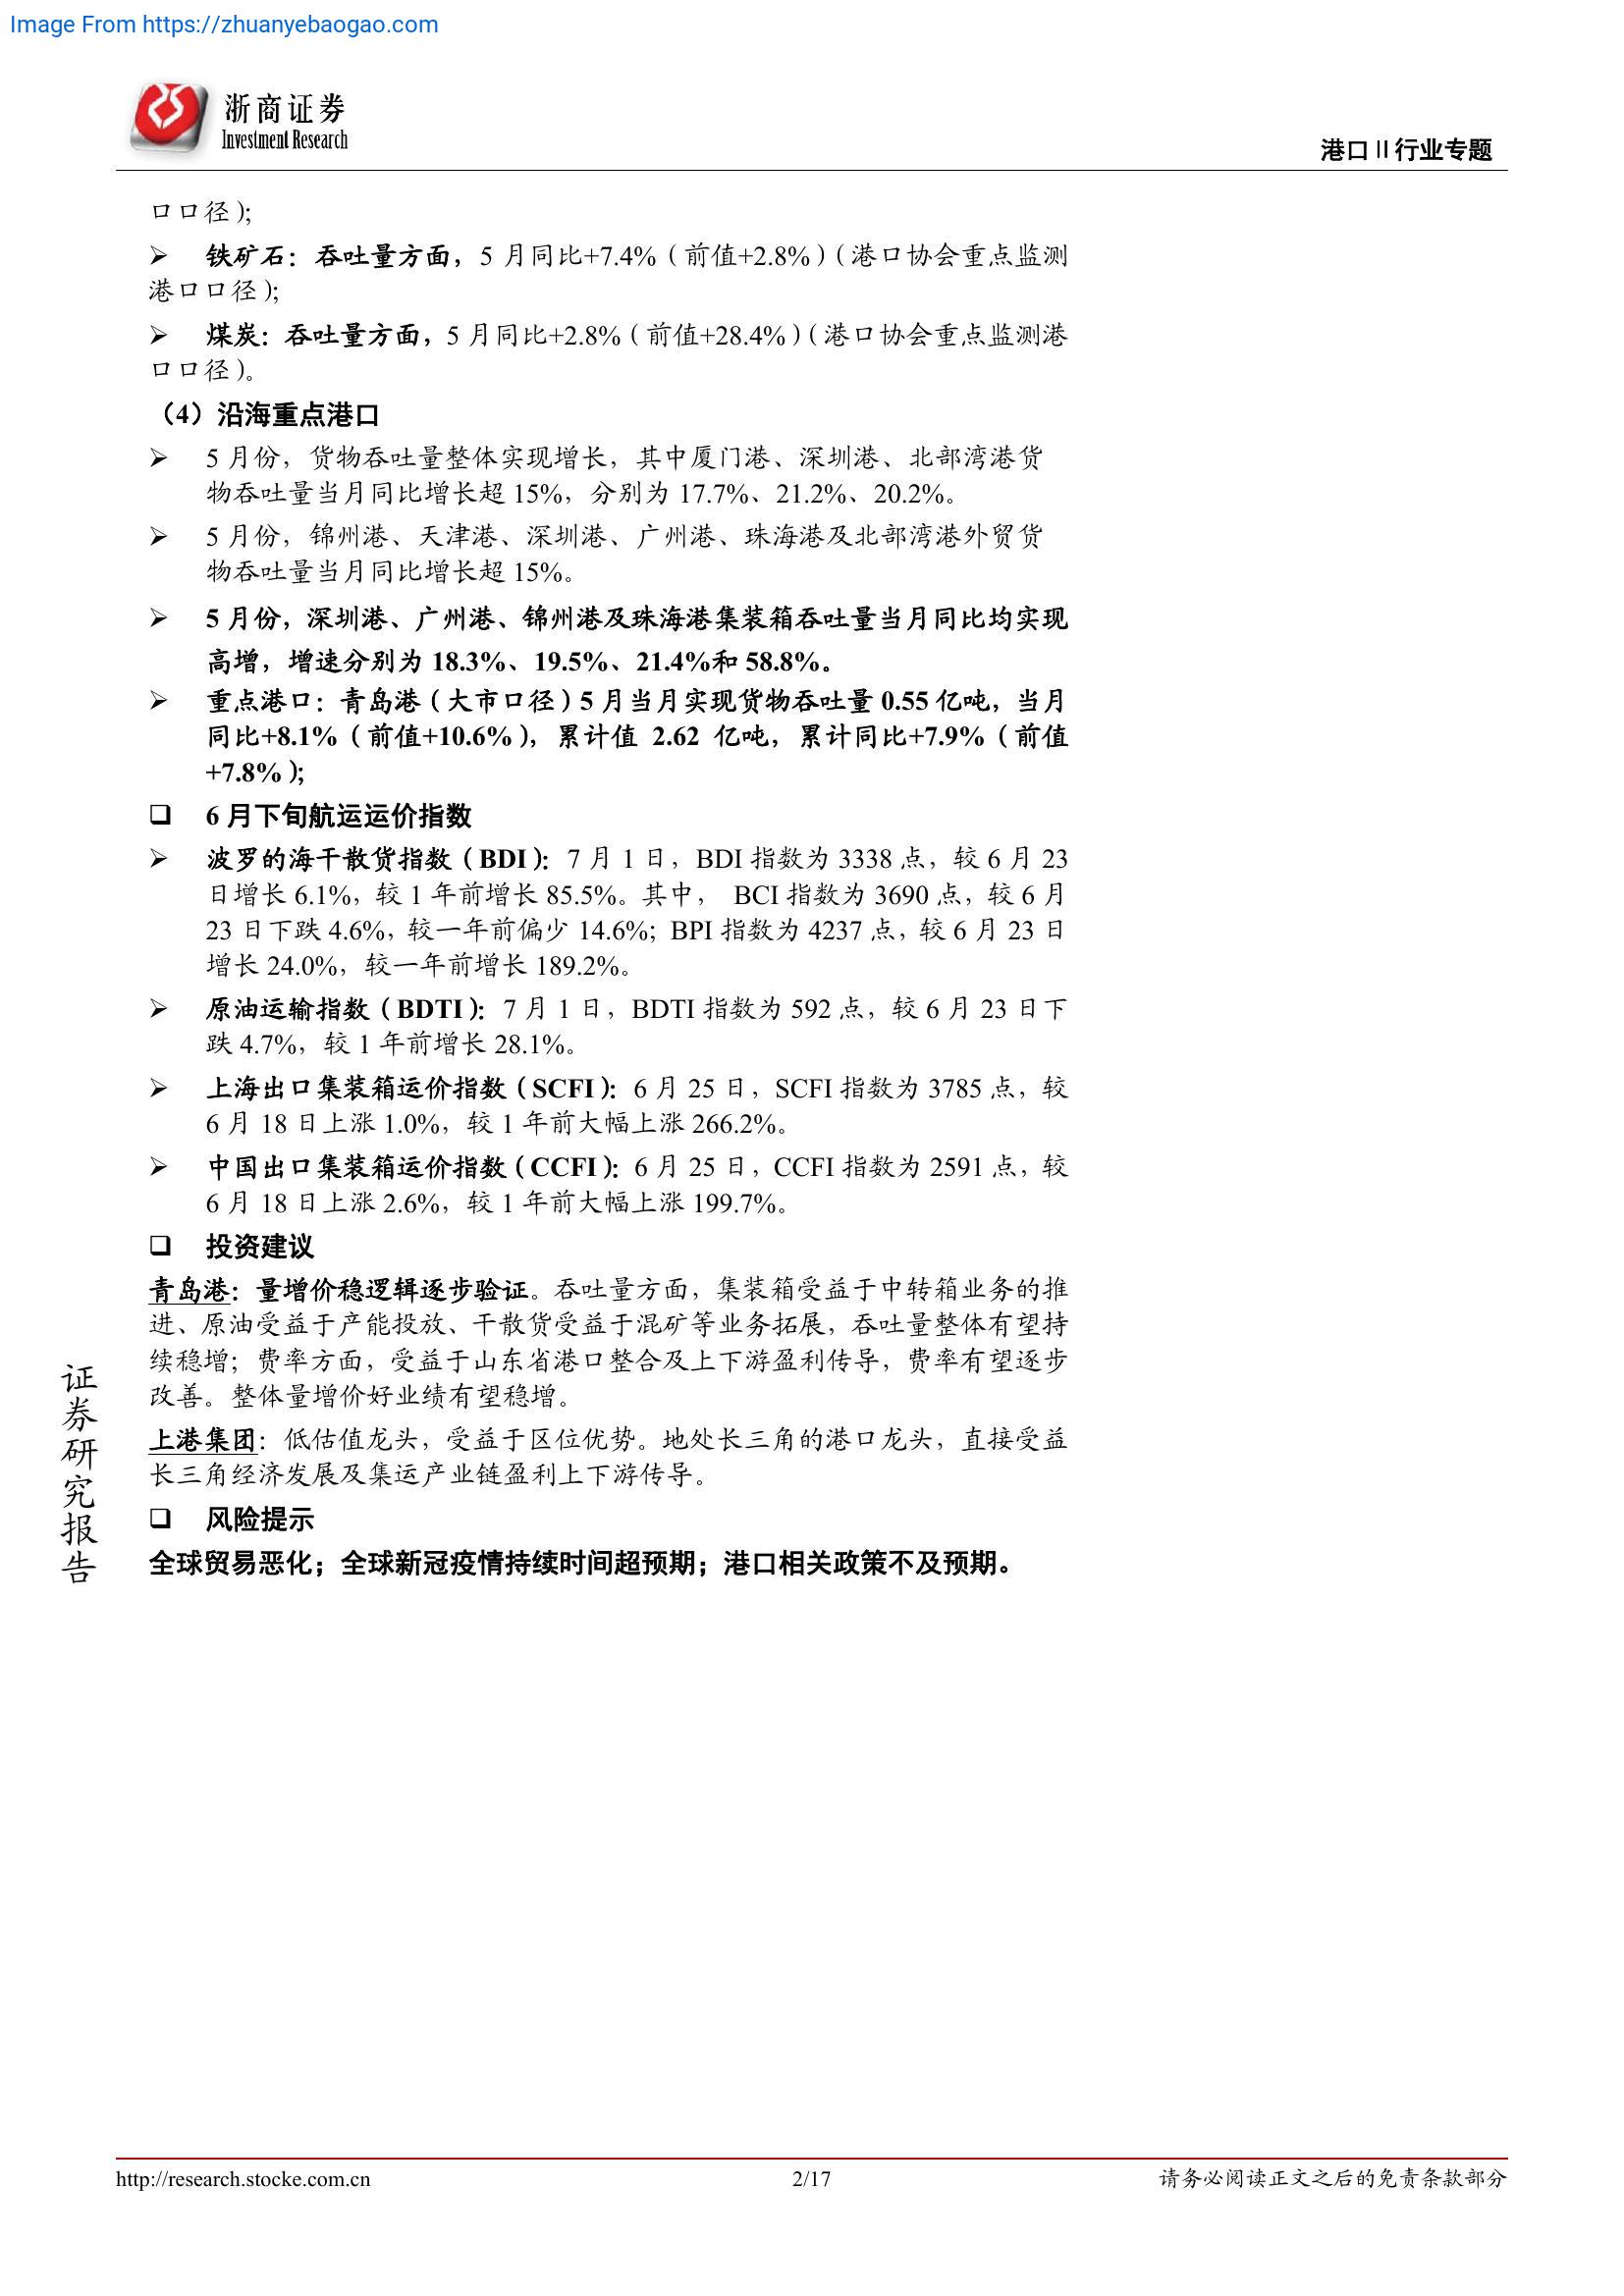 Image From https://zhuanyebaogao.com
浙商证券
Investment Research
港口Ⅱ行业专题
口口径);
➢ 铁矿石：吞吐量方面，5 月同比+7.4%（前值+2.8%）（港口协会重点监测
港口口径);
➢ 煤炭：吞吐量方面，5 月同比+2.8%（前值+28.4%）（港口协会重点监测港
口口径)。
（4）沿海重点港口
➢ 5 月份，货物吞吐量整体实现增长，其中厦门港、深圳港、北部湾港货
物吞吐量当月同比增长超 15%，分别为 17.7%、21.2%、20.2%。
➢ 5 月份，锦州港、天津港、深圳港、广州港、珠海港及北部湾港外贸货
物吞吐量当月同比增长超 15%。
➢ 5 月份，深圳港、广州港、锦州港及珠海港集装箱吞吐量当月同比均实现
高增，增速分别为 18.3%、19.5%、21.4%和 58.8%。
➢ 重点港口：青岛港（大市口径）5 月当月实现货物吞吐量 0.55 亿吨，当月
同比+8.1%（前值+10.6%），累计值 2.62 亿吨，累计同比+7.9%（前值
+7.8%）;
❑ 6 月下旬航运运价指数
➢ 波罗的海干散货指数（BDI）：7 月 1 日，BDI 指数为 3338 点，较 6 月 23
日增长 6.1%，较 1 年前增长 85.5%。其中， BCI 指数为 3690 点，较 6 月
23 日下跌 4.6%，较一年前偏少 14.6%；BPI 指数为 4237 点，较 6 月 23 日
增长 24.0%，较一年前增长 189.2%。
➢ 原油运输指数（BDTI）：7 月 1 日，BDTI 指数为 592 点，较 6 月 23 日下
跌 4.7%，较 1 年前增长 28.1%。
➢ 上海出口集装箱运价指数（SCFI）：6 月 25 日，SCFI 指数为 3785 点，较
6 月 18 日上涨 1.0%，较 1 年前大幅上涨 266.2%。
➢ 中国出口集装箱运价指数（CCFI）：6 月 25 日，CCFI 指数为 2591 点，较
6 月 18 日上涨 2.6%，较 1 年前大幅上涨 199.7%。
❑ 投资建议
青岛港：量增价稳逻辑逐步验证。吞吐量方面，集装箱受益于中转箱业务的推
进、原油受益于产能投放、干散货受益于混矿等业务拓展，吞吐量整体有望持
续稳增；费率方面，受益于山东省港口整合及上下游盈利传导，费率有望逐步
改善。整体量增价好业绩有望稳增。
上港集团：低估值龙头，受益于区位优势。地处长三角的港口龙头，直接受益
长三角经济发展及集运产业链盈利上下游传导。
❑ 风险提示
全球贸易恶化；全球新冠疫情持续时间超预期；港口相关政策不及预期。
证券研究报告
http://research.stocke.com.cn
2/17
请务必阅读正文之后的免责条款部分